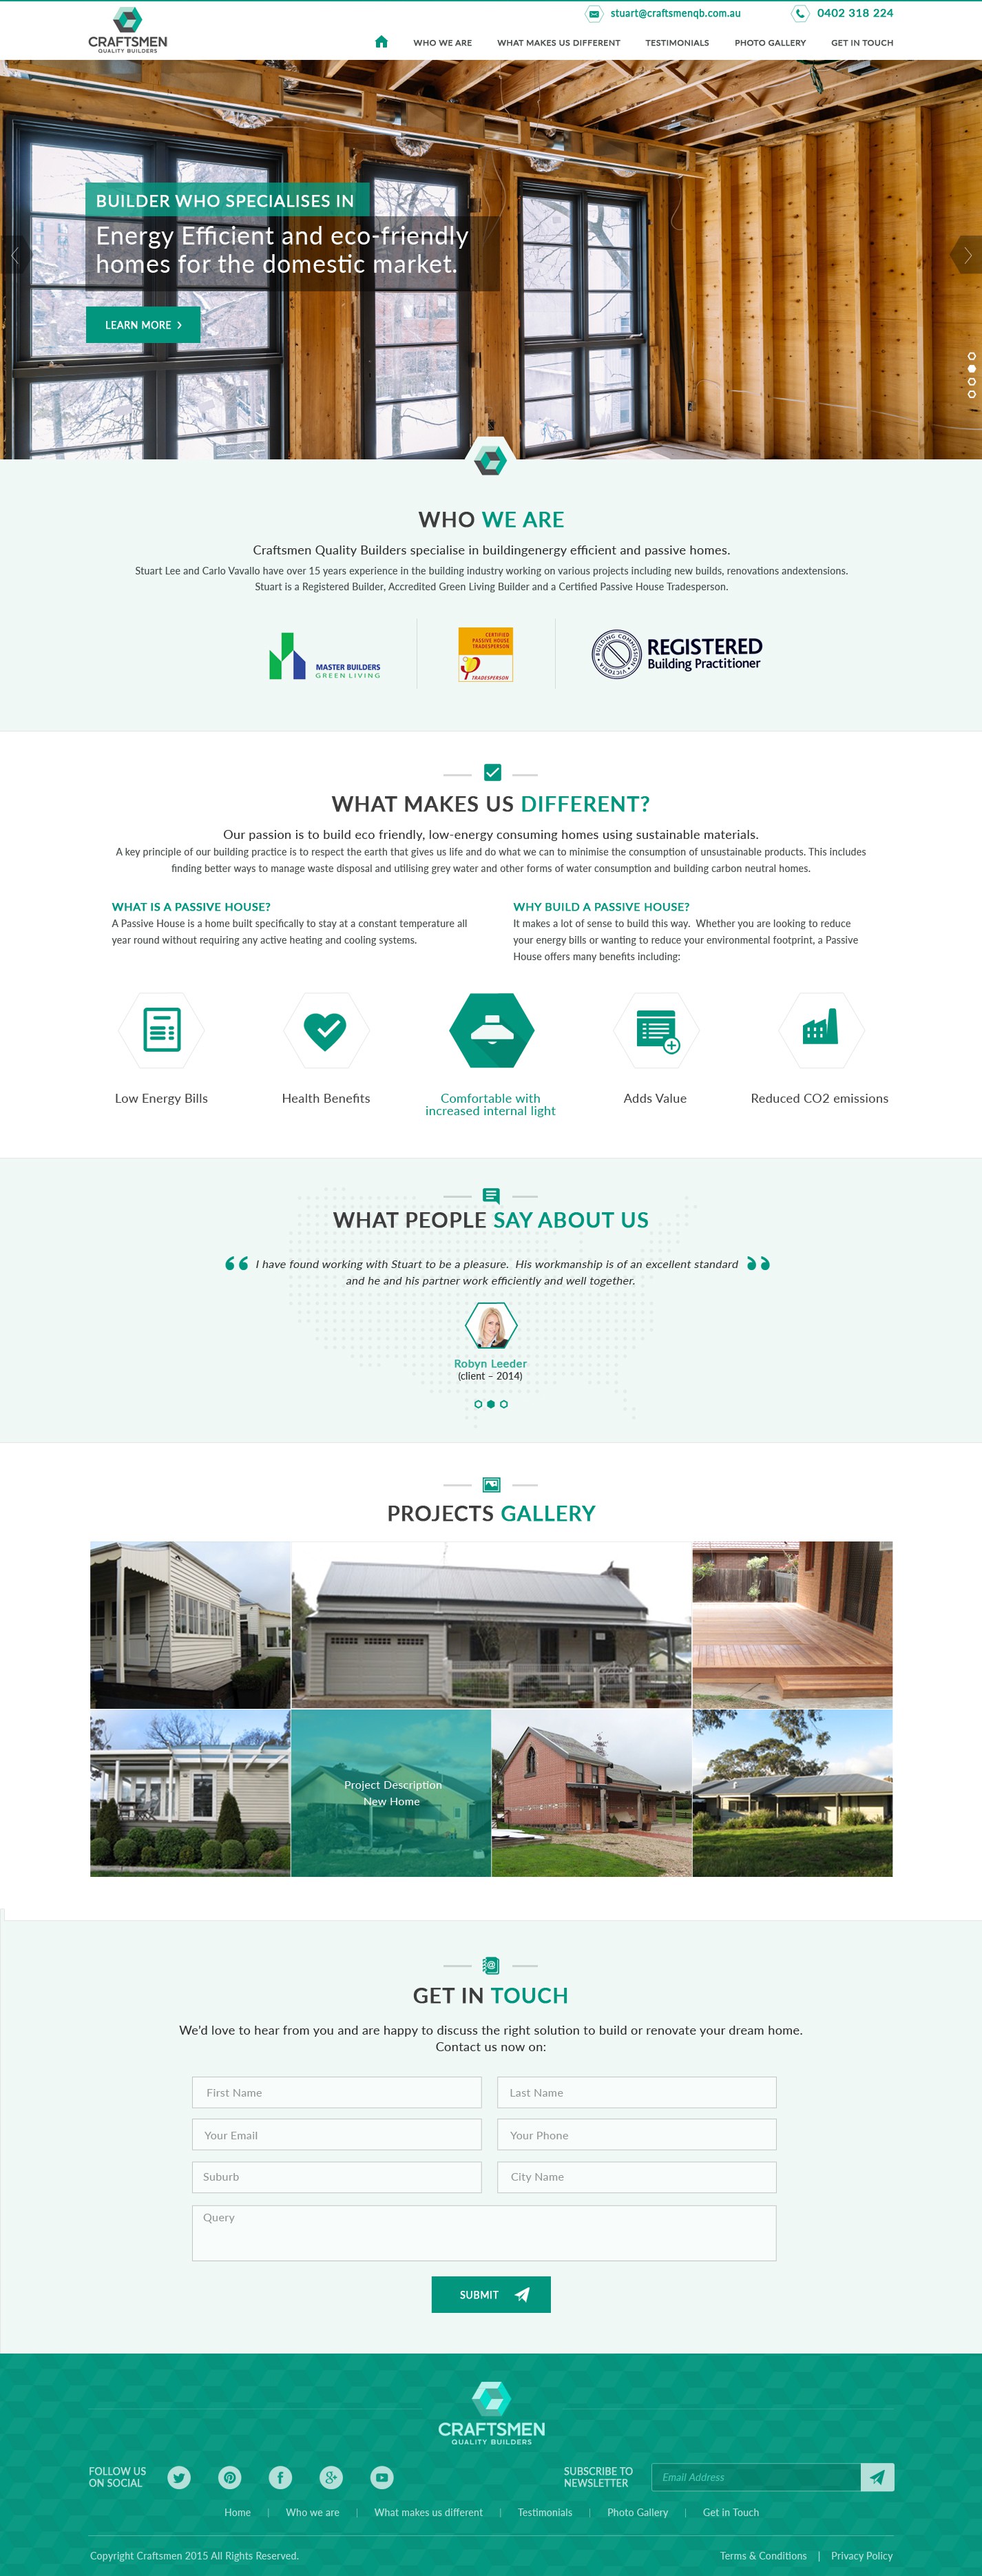 stuart@craftsmenqb.com.au
0402 318 224
CRAFTSMEN
QUALITY BUILDERS
WHO WE ARE
WHAT MAKES US DIFFERENT
TESTIMONIALS
PHOTO GALLERY
GET IN TOUCH
BUILDER WHO SPECIALISES IN
Energy Efficient and eco-friendly
homes for the domestic market.
LEARN MORE
WHO WE ARE
Craftsmen Quality Builders specialise in buildingenergy efficient and passive homes.
Stuart Lee and Carlo Vavallo have over 15 years experience in the building industry working on various projects including new builds, renovations andextensions.
Stuart is a Registered Builder, Accredited Green Living Builder and a Certified Passive House Tradesperson.
MASTER BUILDERS
GREEN LIVING
CERTIFIED
PASSIVE HOUSE
TRADESPERSON
TRADESPERSON
BUILDING COMMISSION
VICTORIA
REGISTERED
Building Practitioner
WHAT MAKES US DIFFERENT?
Our passion is to build eco friendly, low-energy consuming homes using sustainable materials.
A key principle of our building practice is to respect the earth that gives us life and do what we can to minimise the consumption of unsustainable products. This includes
finding better ways to manage waste disposal and utilising grey water and other forms of water consumption and building carbon neutral homes.
WHAT IS A PASSIVE HOUSE?
A Passive House is a home built specifically to stay at a constant temperature all
year round without requiring any active heating and cooling systems.
WHY BUILD A PASSIVE HOUSE?
It makes a lot of sense to build this way.  Whether you are looking to reduce
your energy bills or wanting to reduce your environmental footprint, a Passive
House offers many benefits including:
Low Energy Bills
Health Benefits
Comfortable with
increased internal light
Adds Value
Reduced CO2 emissions
WHAT PEOPLE SAY ABOUT US
I have found working with Stuart to be a pleasure.  His workmanship is of an excellent standard
and he and his partner work efficiently and well together.
Robyn Leeder
(client – 2014)
PROJECTS GALLERY
Project Description
New Home
GET IN TOUCH
We'd love to hear from you and are happy to discuss the right solution to build or renovate your dream home.
Contact us now on:
First Name
Last Name
Your Email
Your Phone
Suburb
City Name
Query
SUBMIT
CRAFTSMEN
QUALITY BUILDERS
FOLLOW US
ON SOCIAL
SUBSCRIBE TO
NEWSLETTER
Email Address
Home | Who we are | What makes us different | Testimonials | Photo Gallery | Get in Touch
Copyright Craftsmen 2015 All Rights Reserved.
Terms & Conditions | Privacy Policy